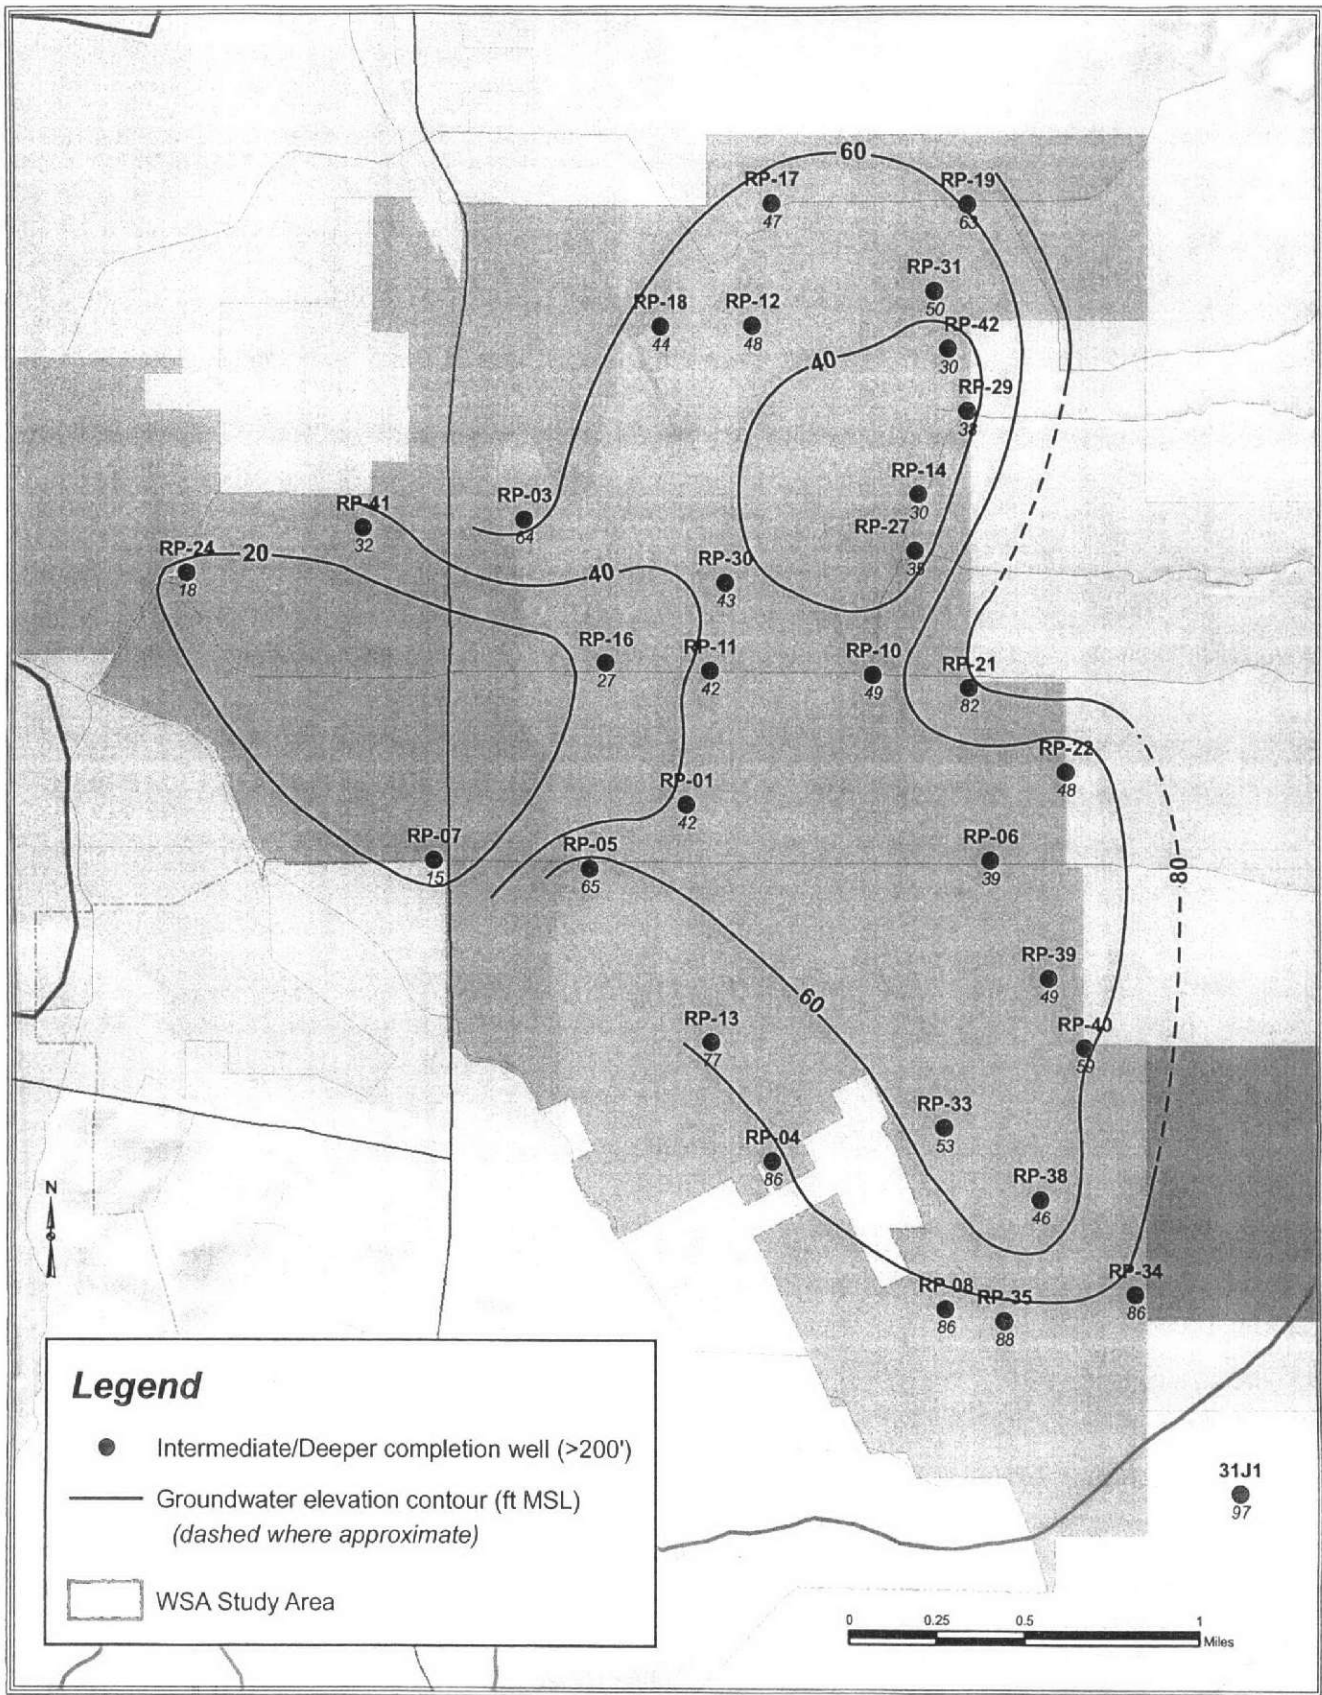 60
RP-17
47
RP-19
63
RP-31
50
RP-18
44
RP-12
48
RP-42
30
40
RP-29
38
RP-14
30
RP-41
32
RP-03
64
RP-27
35
RP-24
18
20
40
RP-30
43
RP-16
27
RP-11
42
RP-10
49
RP-21
82
RP-22
48
RP-01
42
RP-07
15
RP-05
65
RP-06
39
80
RP-39
49
60
RP-13
77
RP-40
59
RP-33
53
RP-04
86
RP-38
46
N
RP-08
86
RP-35
88
RP-34
86
Legend
Intermediate/Deeper completion well (>200')
Groundwater elevation contour (ft MSL)
(dashed where approximate)
WSA Study Area
31J1
97
0 0.25 0.5 1
Miles